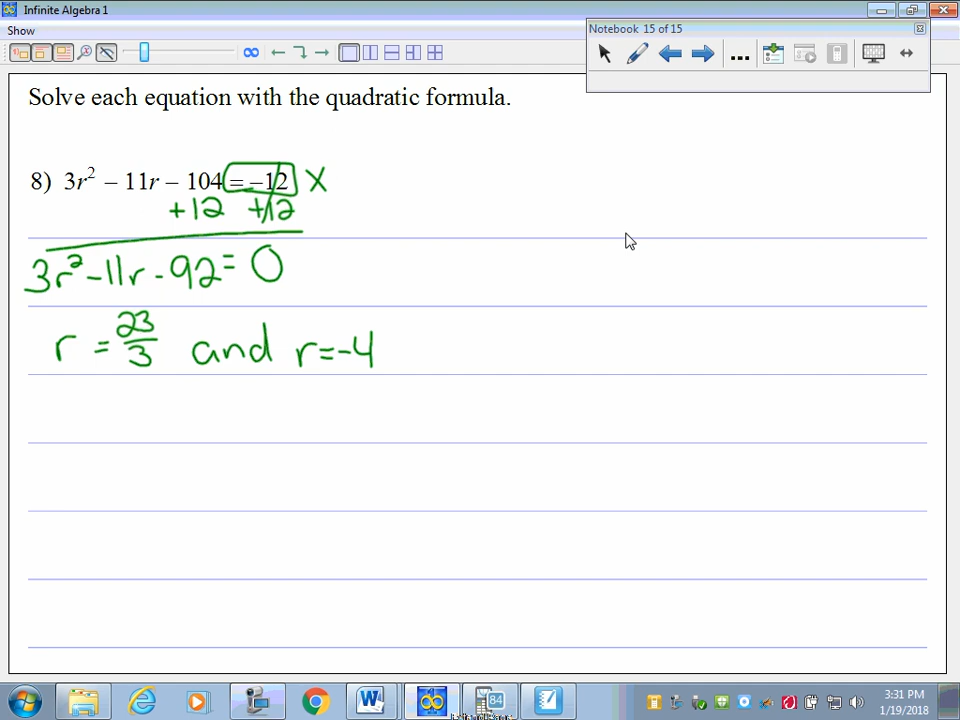 Infinite Algebra 1
Show
Notebook 15 of 15
Solve each equation with the quadratic formula.
8) 3r² − 11r − 104 = −12 X
+12 +12
3r² − 11r − 92 = 0
r = 23/3 and r = −4
84
3:31 PM
1/19/2018